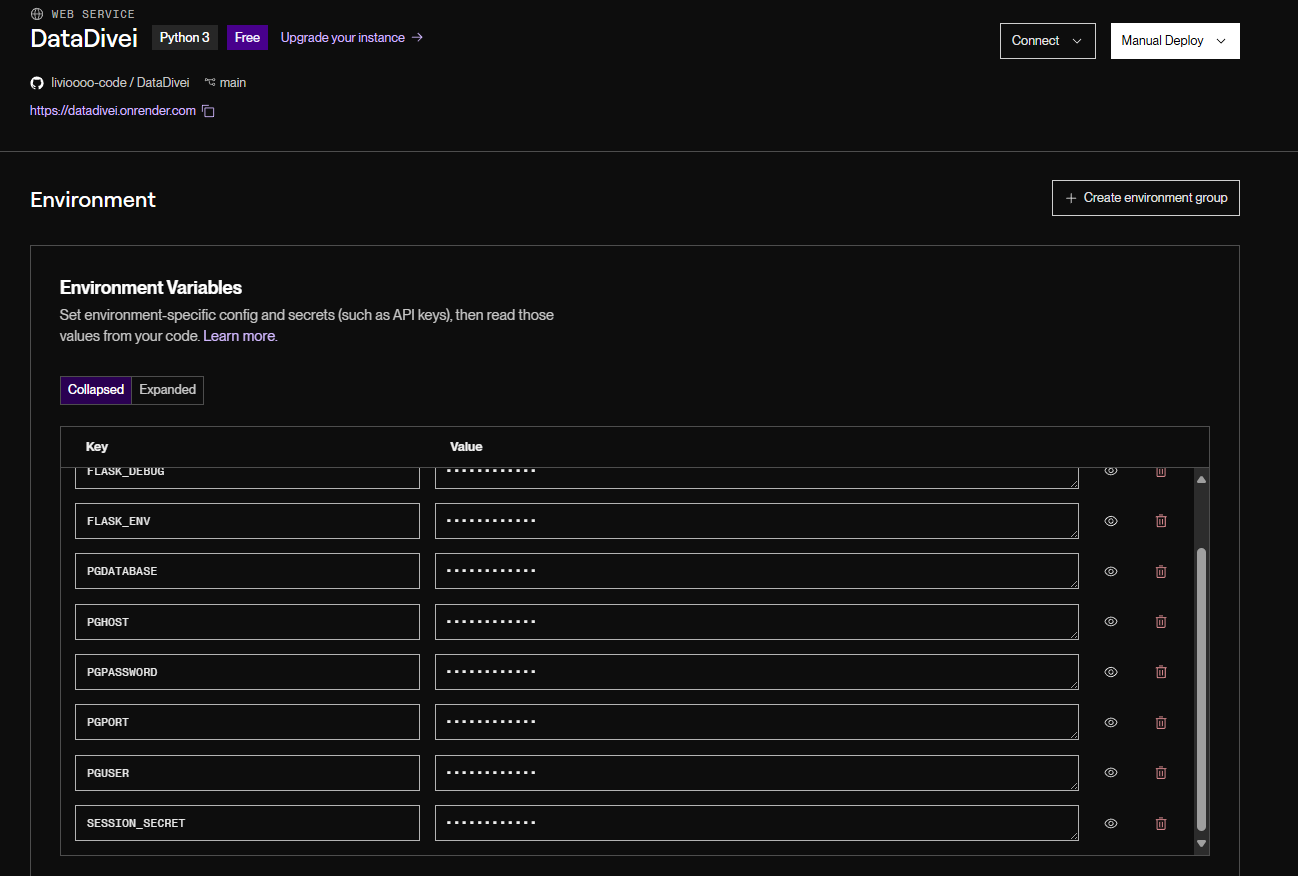 WEB SERVICE
DataDivei Python 3 Free Upgrade your instance → Connect Manual Deploy
livioooo-code / DataDivei main
https://datadivei.onrender.com
Environment + Create environment group
Environment Variables
Set environment-specific config and secrets (such as API keys), then read those
values from your code. Learn more.
Collapsed Expanded
Key Value
FLASK_DEBUG ••••••••••••
FLASK_ENV ••••••••••••
PGDATABASE ••••••••••••
PGHOST ••••••••••••
PGPASSWORD ••••••••••••
PGPORT ••••••••••••
PGUSER ••••••••••••
SESSION_SECRET ••••••••••••